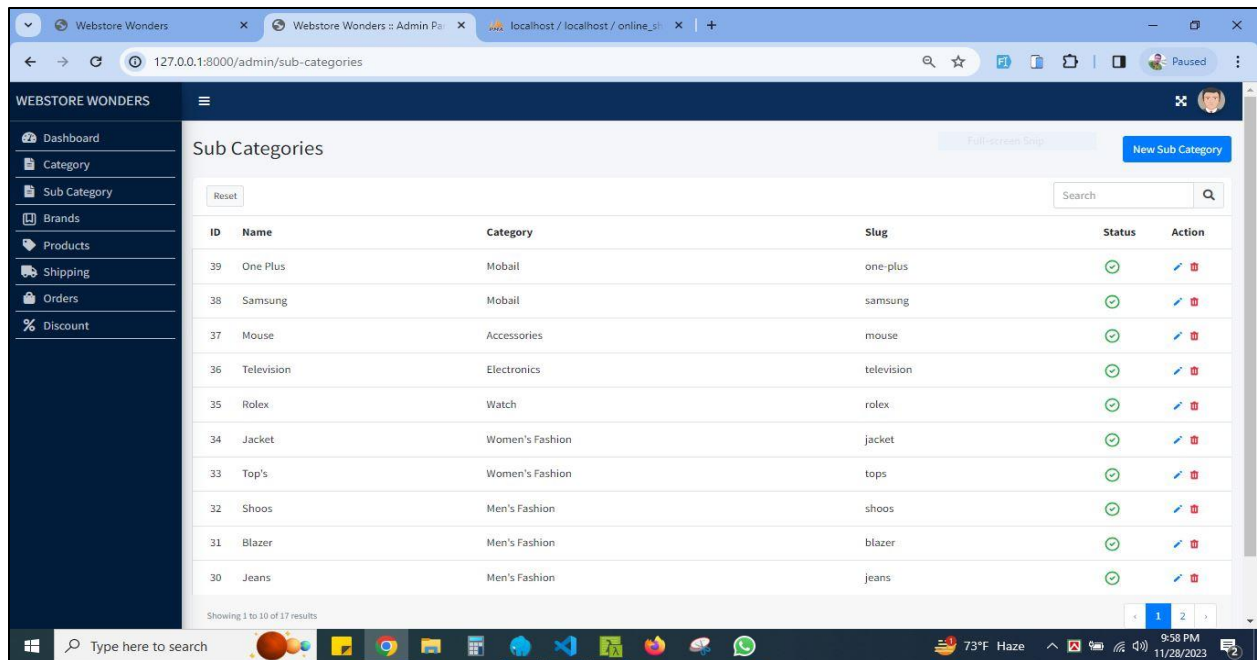 Webstore Wonders
Webstore Wonders :: Admin Pa
localhost / localhost / online_sh
127.0.0.1:8000/admin/sub-categories
Paused
WEBSTORE WONDERS
Dashboard
Category
Sub Category
Brands
Products
Shipping
Orders
Discount
Sub Categories
Full-screen Snip
New Sub Category
Reset
Search
ID Name Category Slug Status Action
39 One Plus Mobail one-plus
38 Samsung Mobail samsung
37 Mouse Accessories mouse
36 Television Electronics television
35 Rolex Watch rolex
34 Jacket Women's Fashion jacket
33 Top's Women's Fashion tops
32 Shoos Men's Fashion shoos
31 Blazer Men's Fashion blazer
30 Jeans Men's Fashion jeans
Showing 1 to 10 of 17 results
‹ 1 2 ›
Type here to search
73°F Haze
9:58 PM
11/28/2023
2